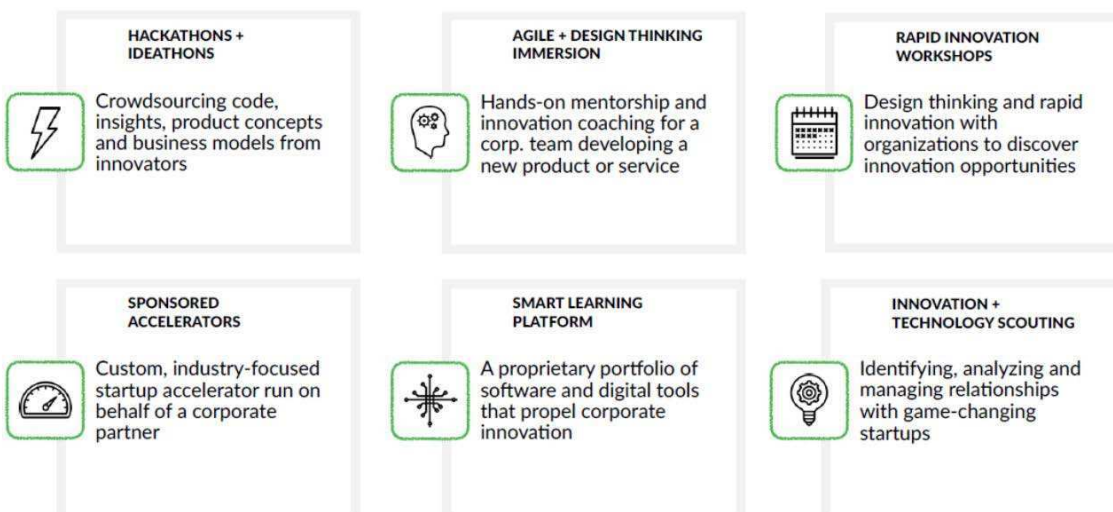 HACKATHONS +
IDEATHONS
Crowdsourcing code,
insights, product concepts
and business models from
innovators
AGILE + DESIGN THINKING
IMMERSION
Hands-on mentorship and
innovation coaching for a
corp. team developing a
new product or service
RAPID INNOVATION
WORKSHOPS
Design thinking and rapid
innovation with
organizations to discover
innovation opportunities
SPONSORED
ACCELERATORS
Custom, industry-focused
startup accelerator run on
behalf of a corporate
partner
SMART LEARNING
PLATFORM
A proprietary portfolio of
software and digital tools
that propel corporate
innovation
INNOVATION +
TECHNOLOGY SCOUTING
Identifying, analyzing and
managing relationships
with game-changing
startups